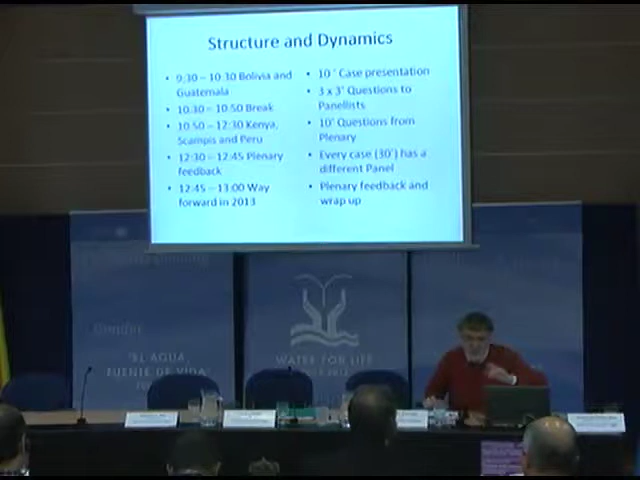 Structure and Dynamics
• 9:30 – 10:30 Bolivia and
Guatemala
• 10:30 – 10:50 Break
• 10:50 – 12:30 Kenya,
Scampis and Peru
• 12:30 – 12:45 Plenary
feedback
• 12:45 – 13:00 Way
forward in 2013
• 10´ Case presentation
• 3 x 3´ Questions to
Panellists
• 10´ Questions from
Plenary
• Every case (30´) has a
different Panel
• Plenary feedback and
wrap up
"EL AGUA,
FUENTE DE VIDA"
WATER FOR LIFE